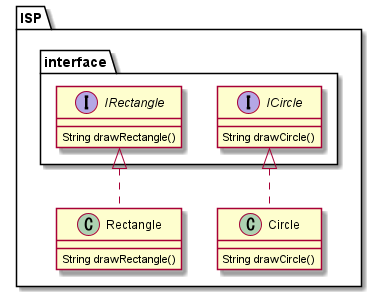 ISP
interface
I IRectangle
I ICircle
String drawRectangle()
String drawCircle()
C Rectangle
C Circle
String drawRectangle()
String drawCircle()